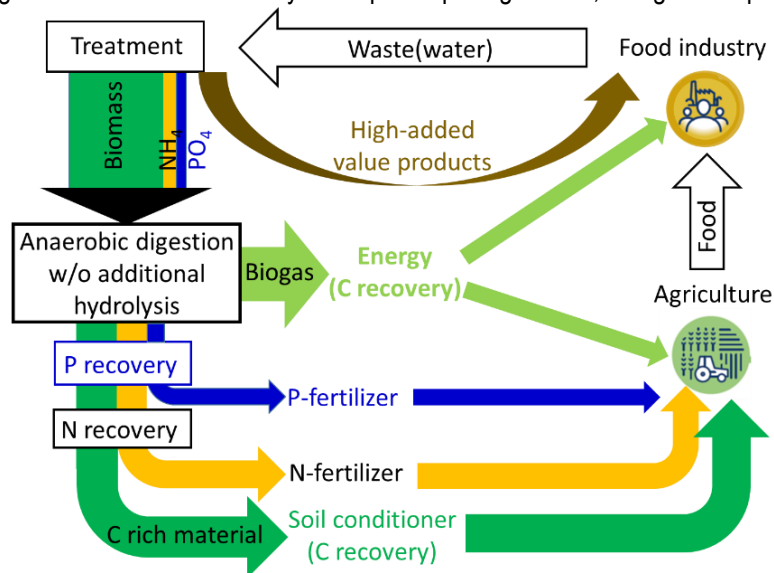 Treatment
Waste(water)
Food industry
Biomass
NH4
PO4
High-added
value products
Food
Anaerobic digestion
w/o additional
hydrolysis
Biogas
Energy
(C recovery)
Agriculture
P recovery
P-fertilizer
N recovery
N-fertilizer
C rich material
Soil conditioner
(C recovery)